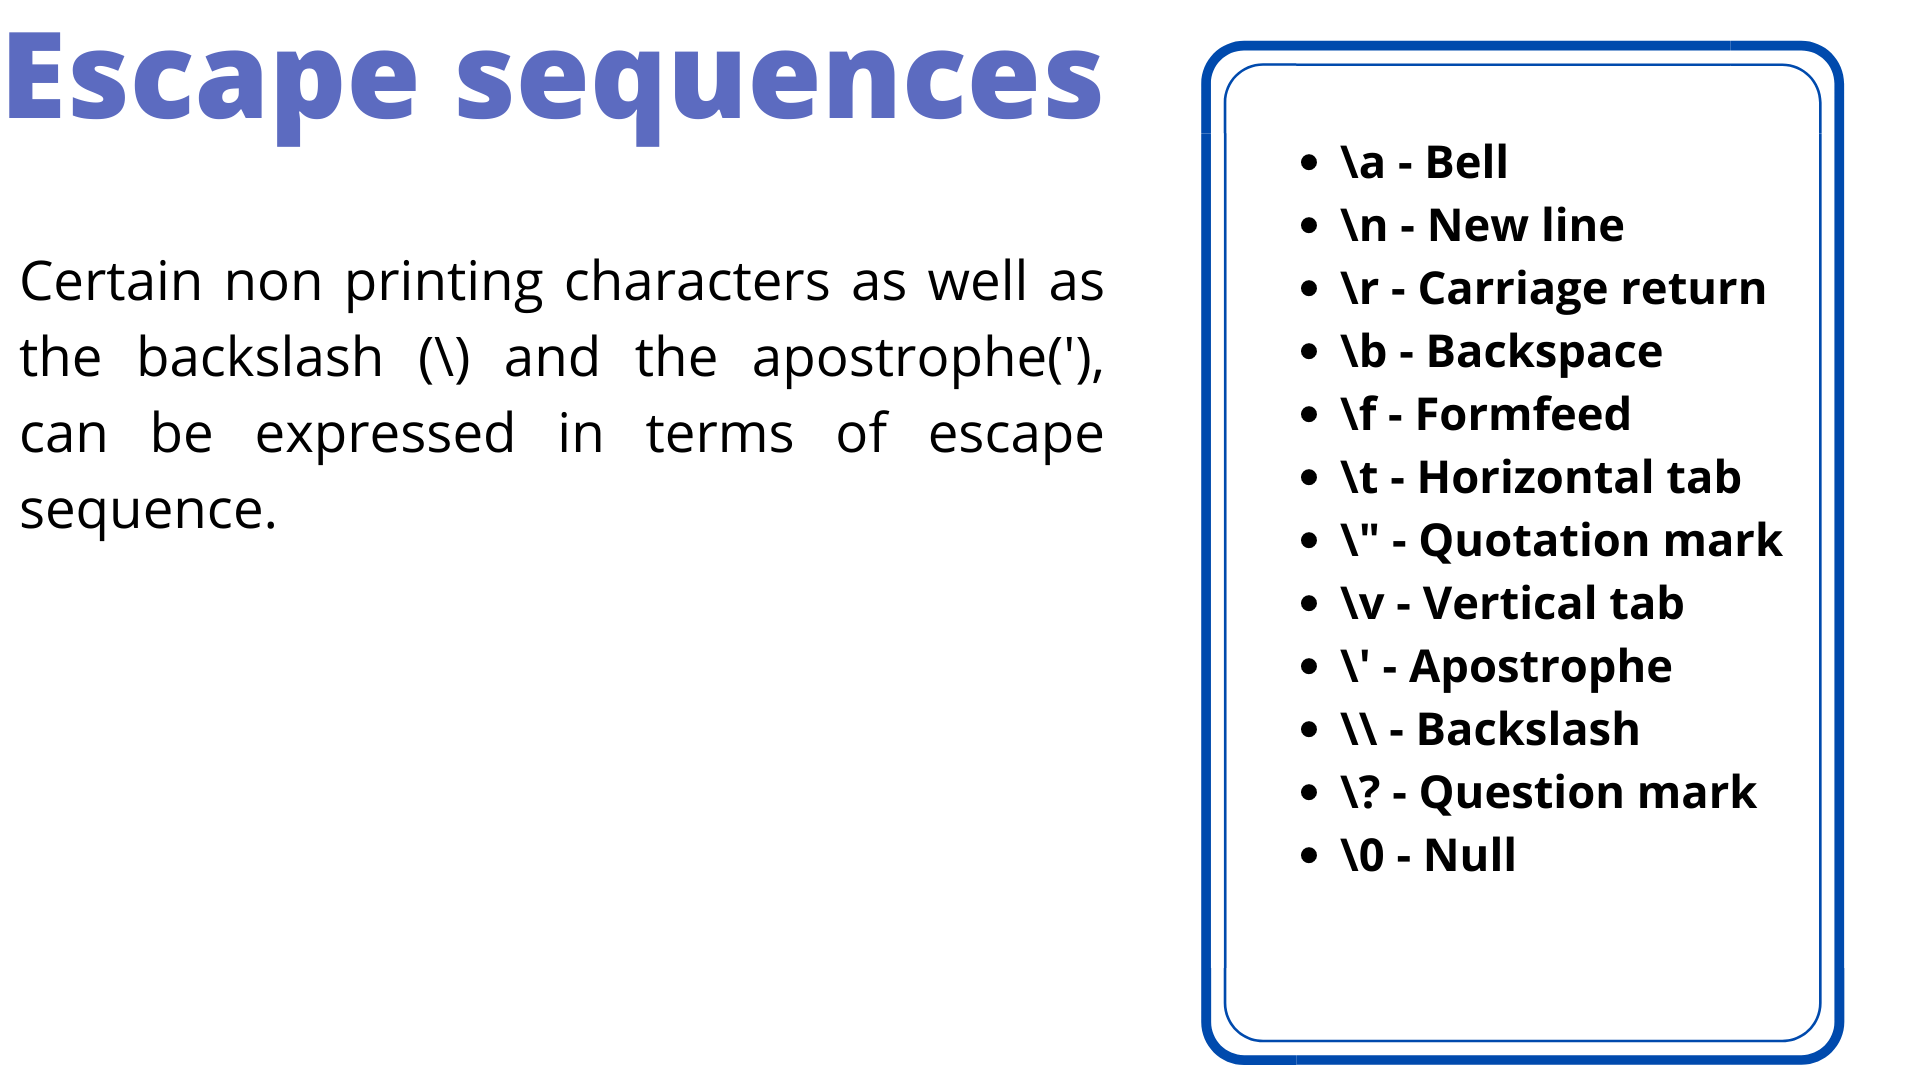 Escape sequences
Certain non printing characters as well as
the backslash (\) and the apostrophe('),
can be expressed in terms of escape
sequence.
• \a - Bell
• \n - New line
• \r - Carriage return
• \b - Backspace
• \f - Formfeed
• \t - Horizontal tab
• \" - Quotation mark
• \v - Vertical tab
• \' - Apostrophe
• \\ - Backslash
• \? - Question mark
• \0 - Null